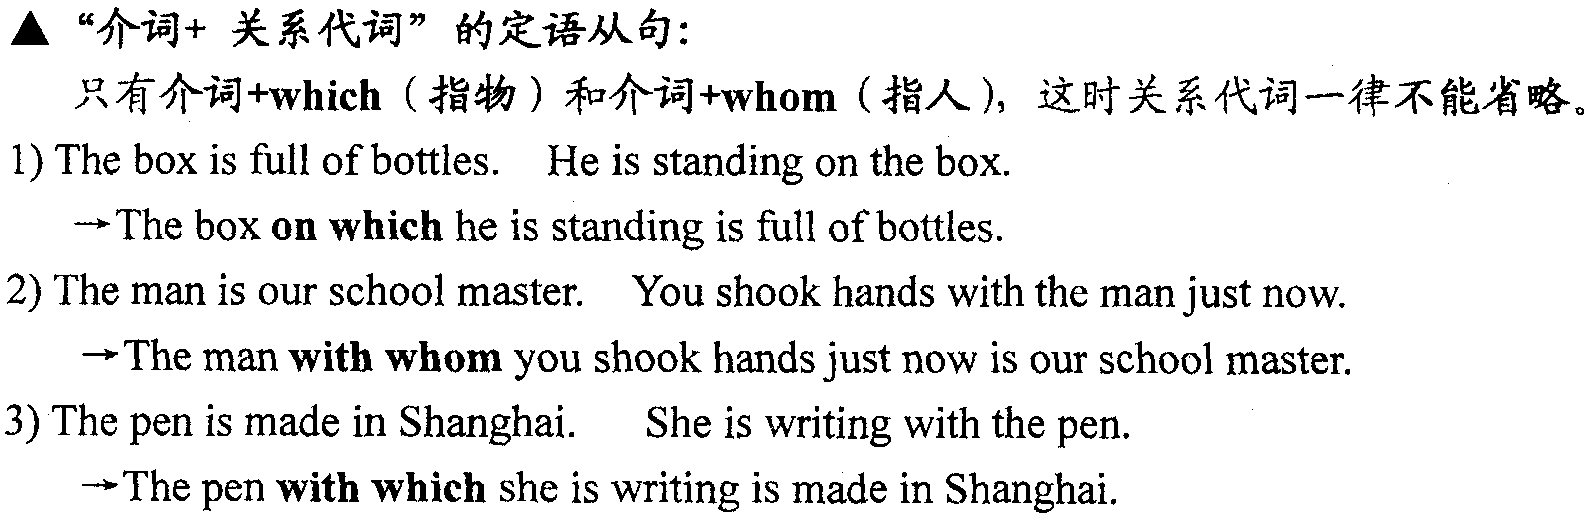 ▲ “介词+ 关系代词”的定语从句:
只有介词+which（指物）和介词+whom（指人），这时关系代词一律不能省略。
1) The box is full of bottles. He is standing on the box.
→The box on which he is standing is full of bottles.
2) The man is our school master. You shook hands with the man just now.
→The man with whom you shook hands just now is our school master.
3) The pen is made in Shanghai. She is writing with the pen.
→The pen with which she is writing is made in Shanghai.